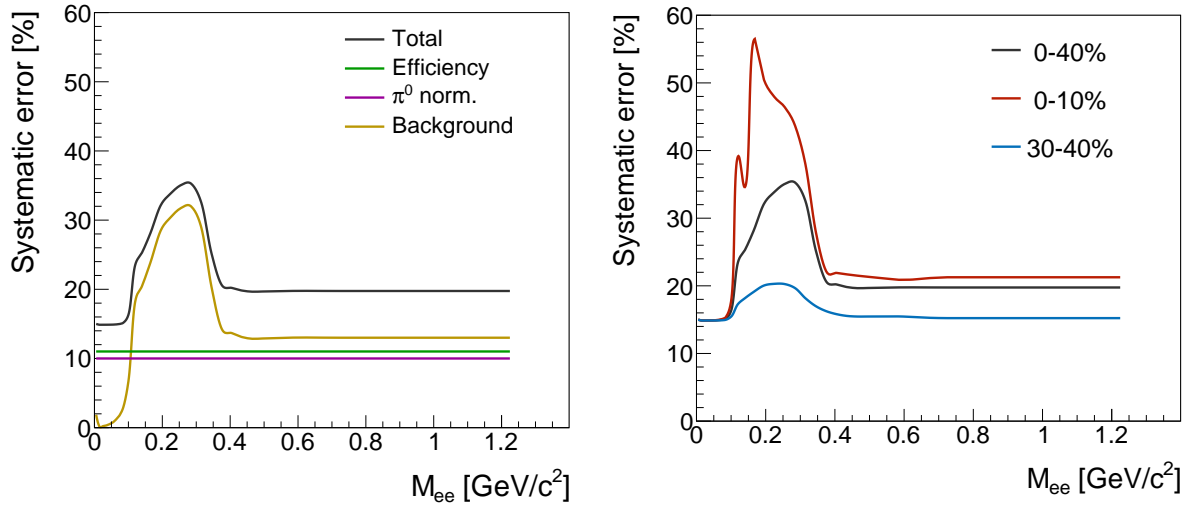 Systematic error [%]
60
50
40
30
20
10
0
Total
Efficiency
π⁰ norm.
Background
0 0.2 0.4 0.6 0.8 1 1.2
M_ee [GeV/c²]
Systematic error [%]
60
50
40
30
20
10
0
0-40%
0-10%
30-40%
0 0.2 0.4 0.6 0.8 1 1.2
M_ee [GeV/c²]